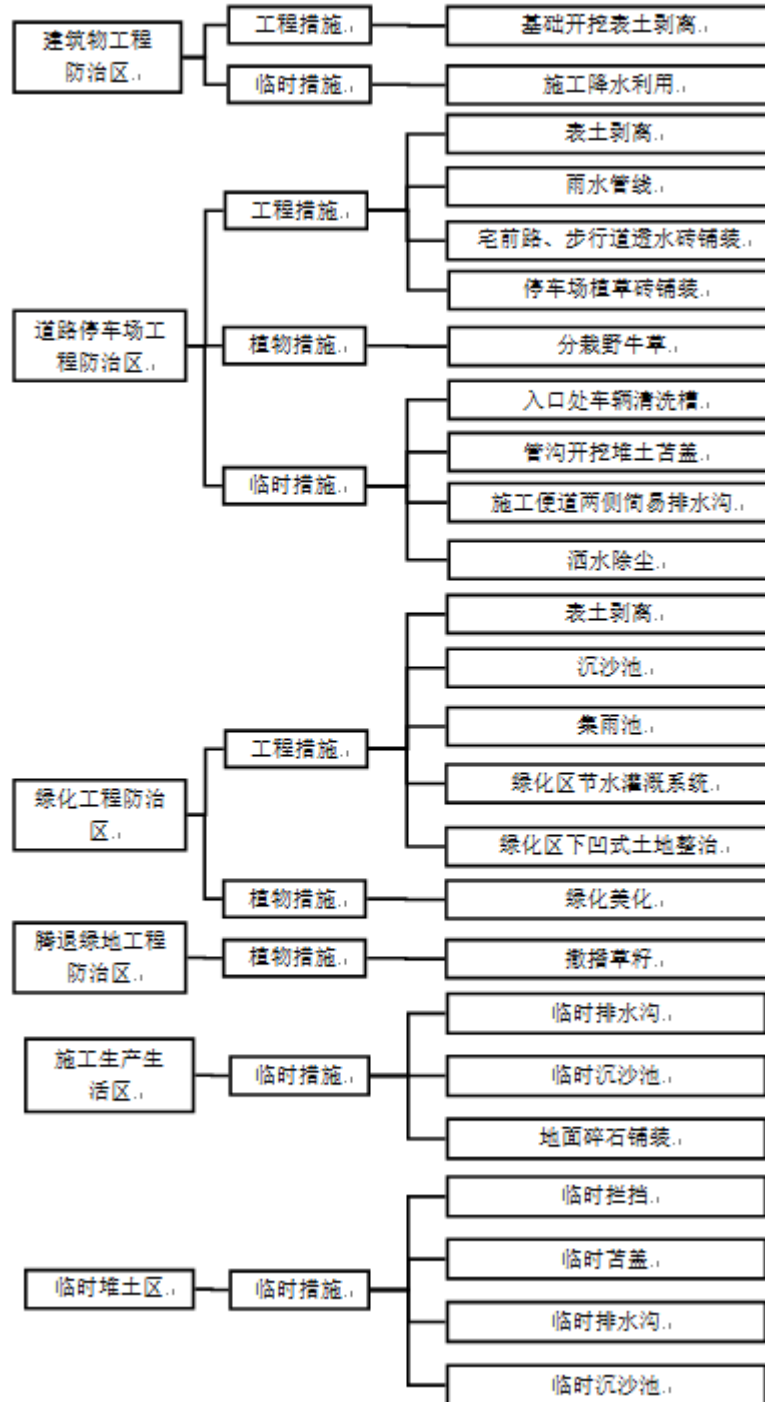 建筑物工程
防治区
工程措施
基础开挖表土剥离
临时措施
施工降水利用
道路停车场工
程防治区
工程措施
表土剥离
雨水管线
宅前路、步行道透水砖铺装
停车场植草砖铺装
植物措施
分栽野牛草
临时措施
入口处车辆清洗槽
管沟开挖堆土苫盖
施工便道两侧简易排水沟
洒水除尘
绿化工程防治
区
工程措施
表土剥离
沉沙池
集雨池
绿化区节水灌溉系统
绿化区下凹式土地整治
植物措施
绿化美化
腾退绿地工程
防治区
植物措施
撒播草籽
施工生产生
活区
临时措施
临时排水沟
临时沉沙池
地面碎石铺装
临时堆土区
临时措施
临时拦挡
临时苫盖
临时排水沟
临时沉沙池